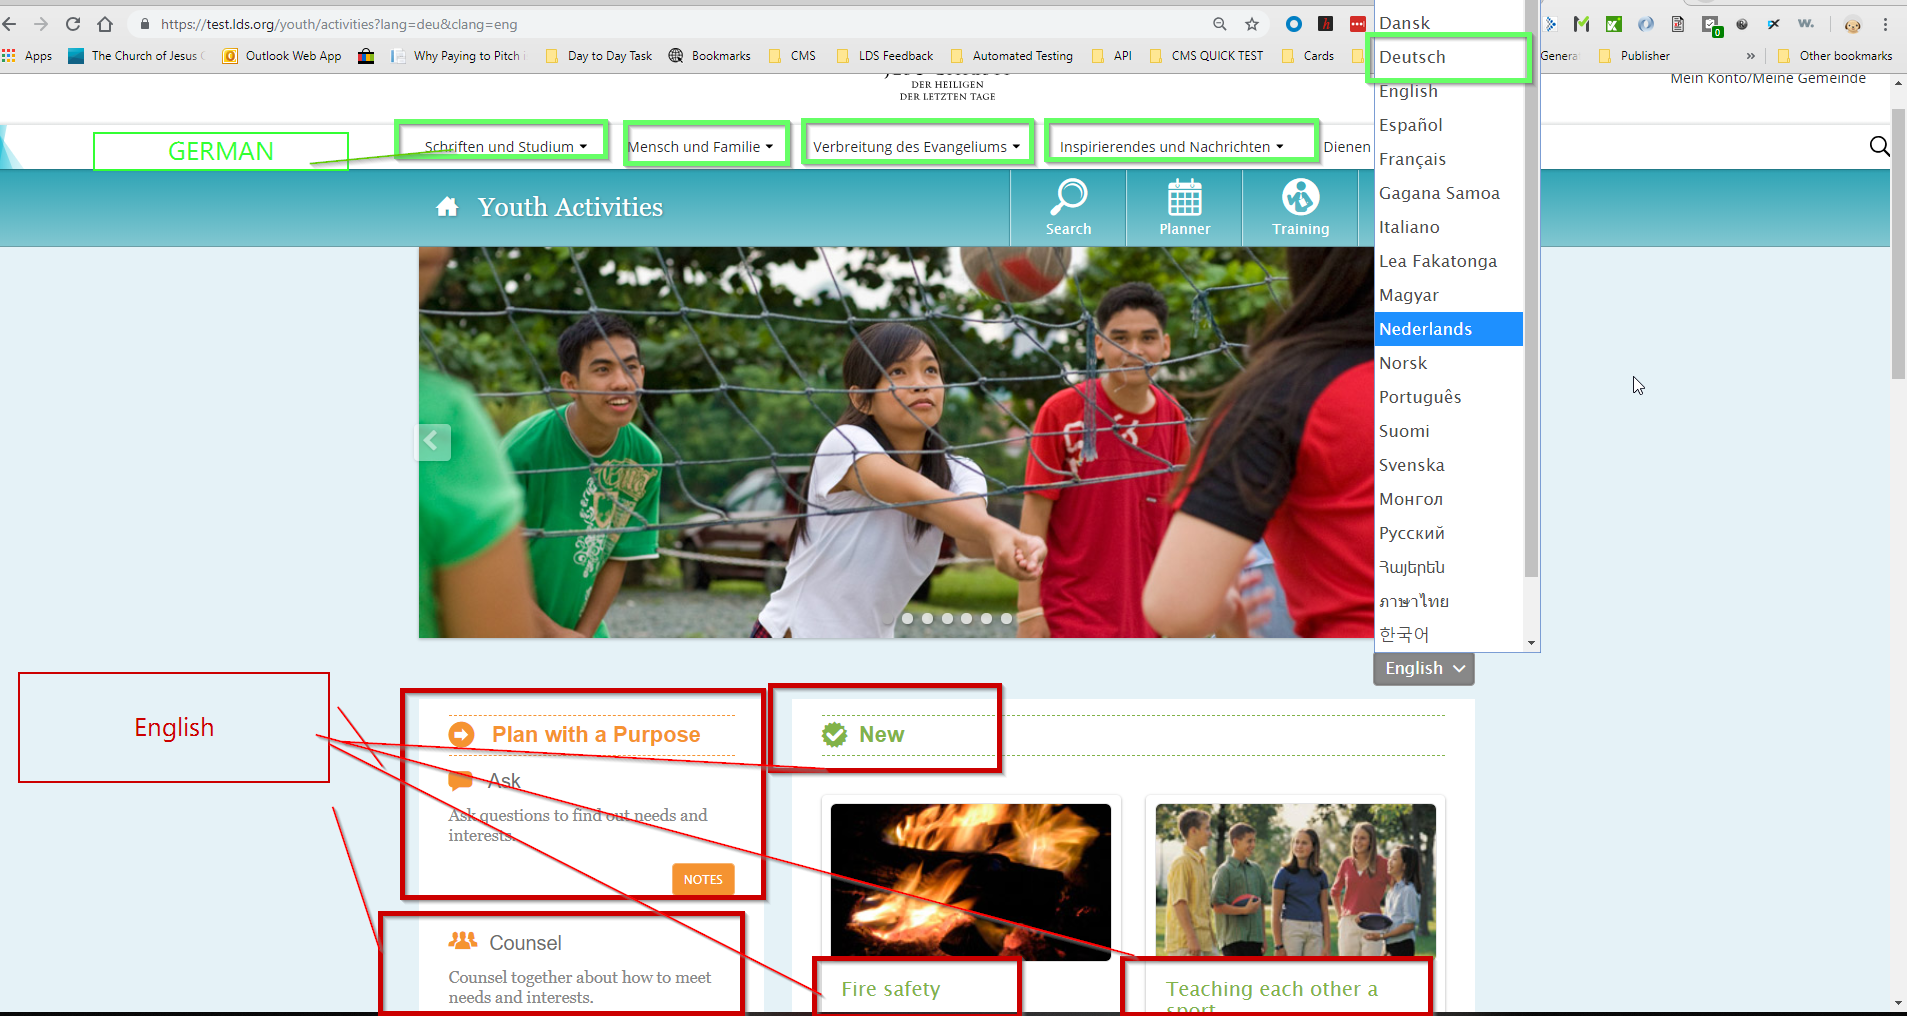 https://test.lds.org/youth/activities?lang=deu&clang=eng
Apps
The Church of Jesus
Outlook Web App
Why Paying to Pitch
Day to Day Task
Bookmarks
CMS
LDS Feedback
Automated Testing
API
CMS QUICK TEST
Cards
Publisher
»
Other bookmarks
0
DER HEILIGEN
DER LETZTEN TAGE
Mein Konto/Meine Gemeinde
GERMAN
Schriften und Studium
Mensch und Familie
Verbreitung des Evangeliums
Inspirierendes und Nachrichten
Dienen
Youth Activities
Search
Planner
Training
Dansk
Deutsch
English
Español
Français
Gagana Samoa
Italiano
Lea Fakatonga
Magyar
Nederlands
Norsk
Português
Suomi
Svenska
Монгол
Русский
Հայերեն
ภาษาไทย
한국어
English
English
Plan with a Purpose
Ask
Ask questions to find out needs and
interests.
NOTES
Counsel
Counsel together about how to meet
needs and interests.
New
Fire safety
Teaching each other a
sport